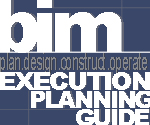 bim
plan.design.construct.operate
EXECUTION
PLANNING
GUIDE